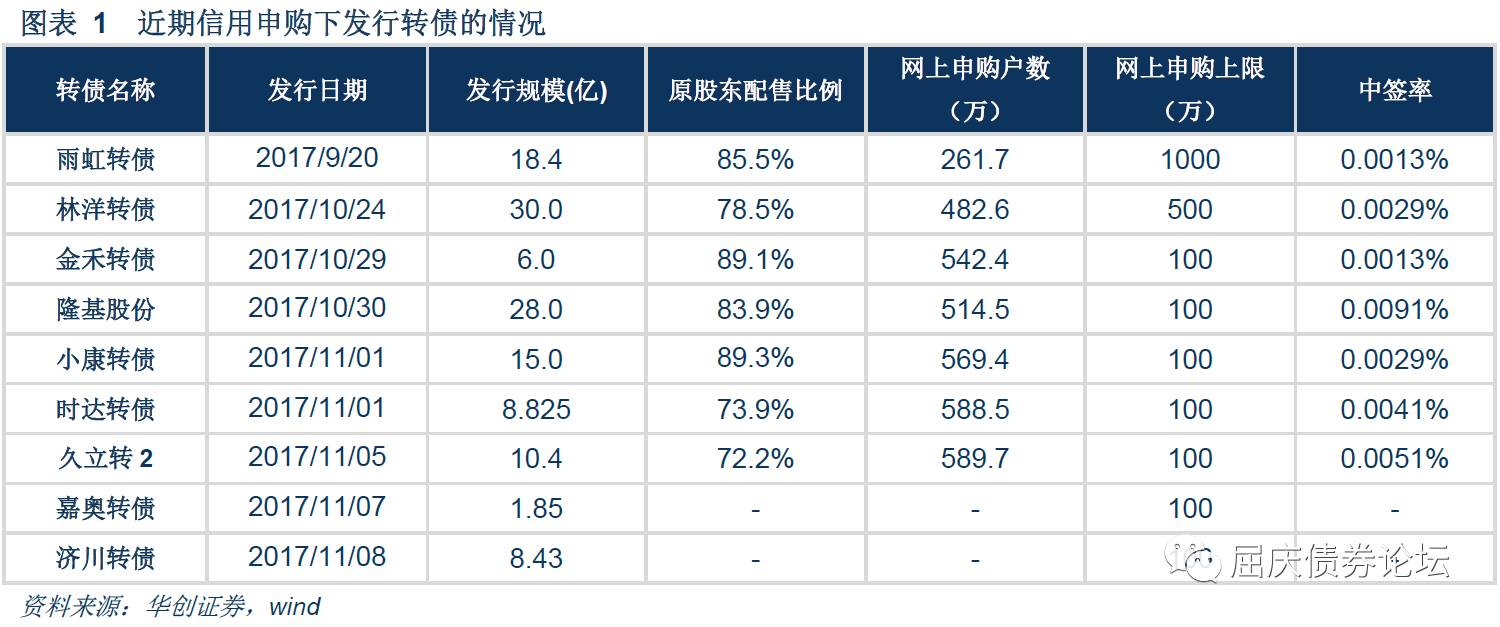 图表 1 近期信用申购下发行转债的情况
转债名称 发行日期 发行规模(亿) 原股东配售比例 网上申购户数（万） 网上申购上限（万） 中签率
雨虹转债 2017/9/20 18.4 85.5% 261.7 1000 0.0013%
林洋转债 2017/10/24 30.0 78.5% 482.6 500 0.0029%
金禾转债 2017/10/29 6.0 89.1% 542.4 100 0.0013%
隆基股份 2017/10/30 28.0 83.9% 514.5 100 0.0091%
小康转债 2017/11/01 15.0 89.3% 569.4 100 0.0029%
时达转债 2017/11/01 8.825 73.9% 588.5 100 0.0041%
久立转 2 2017/11/05 10.4 72.2% 589.7 100 0.0051%
嘉奥转债 2017/11/07 1.85 - - 100 -
济川转债 2017/11/08 8.43 - -
屈庆债券论坛
资料来源：华创证券，wind